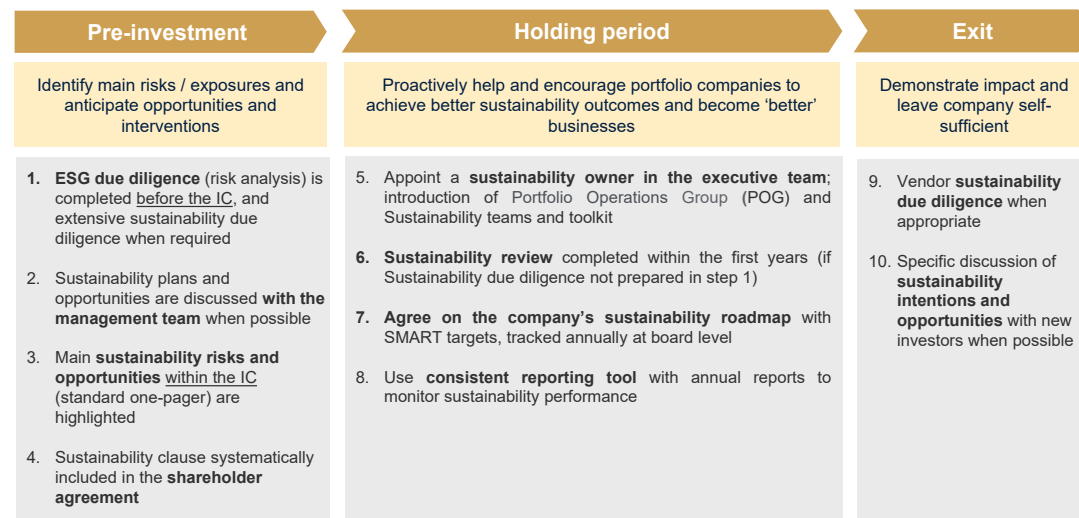 Pre-investment
Identify main risks / exposures and
anticipate opportunities and
interventions
1. ESG due diligence (risk analysis) is
completed before the IC, and
extensive sustainability due
diligence when required
2. Sustainability plans and
opportunities are discussed with the
management team when possible
3. Main sustainability risks and
opportunities within the IC
(standard one-pager) are
highlighted
4. Sustainability clause systematically
included in the shareholder
agreement
Holding period
Proactively help and encourage portfolio companies to
achieve better sustainability outcomes and become ‘better’
businesses
5. Appoint a sustainability owner in the executive team;
introduction of Portfolio Operations Group (POG) and
Sustainability teams and toolkit
6. Sustainability review completed within the first years (if
Sustainability due diligence not prepared in step 1)
7. Agree on the company’s sustainability roadmap with
SMART targets, tracked annually at board level
8. Use consistent reporting tool with annual reports to
monitor sustainability performance
Exit
Demonstrate impact and
leave company self-
sufficient
9. Vendor sustainability
due diligence when
appropriate
10. Specific discussion of
sustainability
intentions and
opportunities with new
investors when possible